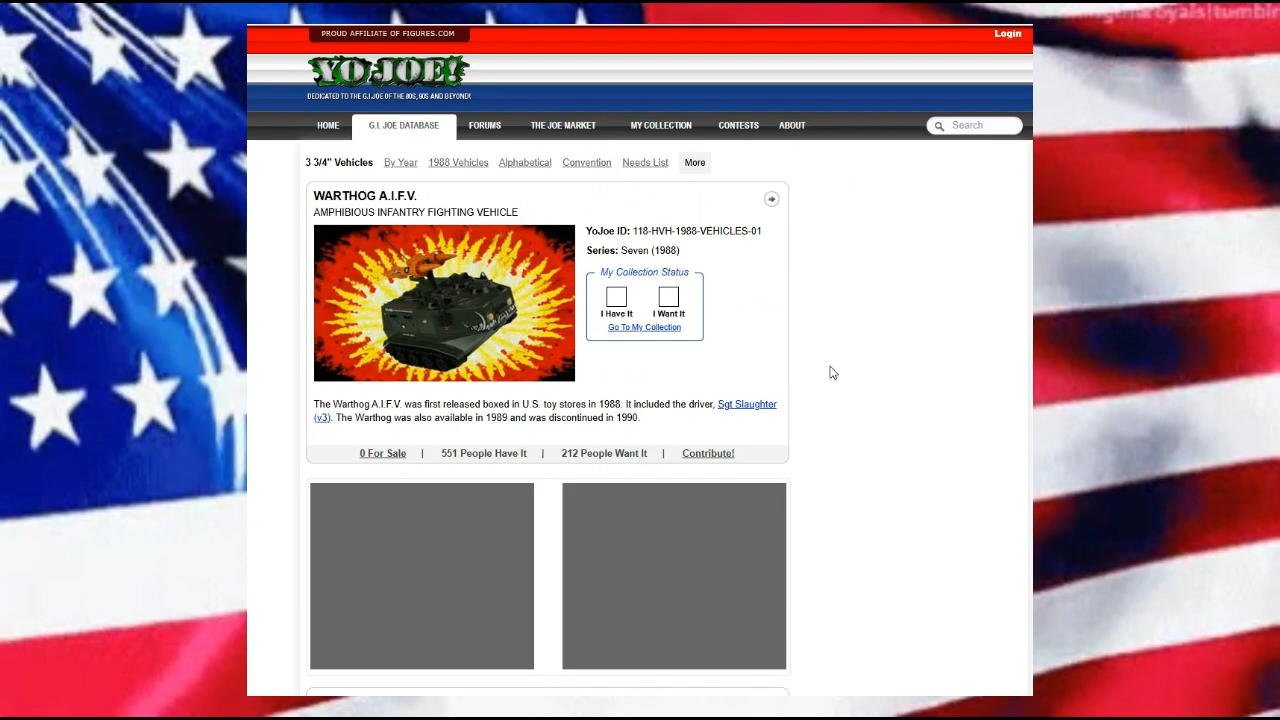 PROUD AFFILIATE OF FIGURES.COM
Login
YO JOE!
DEDICATED TO THE G.I.JOE OF THE 80S, 90S AND BEYOND!
HOME G.I. JOE DATABASE FORUMS THE JOE MARKET MY COLLECTION CONTESTS ABOUT Search
3 3/4" Vehicles By Year 1988 Vehicles Alphabetical Convention Needs List More
WARTHOG A.I.F.V.
AMPHIBIOUS INFANTRY FIGHTING VEHICLE
YoJoe ID: 118-HVH-1988-VEHICLES-01
Series: Seven (1988)
My Collection Status
I Have It I Want It
Go To My Collection
The Warthog A.I.F.V. was first released boxed in U.S. toy stores in 1988. It included the driver, Sgt Slaughter
(v3). The Warthog was also available in 1989 and was discontinued in 1990.
0 For Sale | 551 People Have It | 212 People Want It | Contribute!